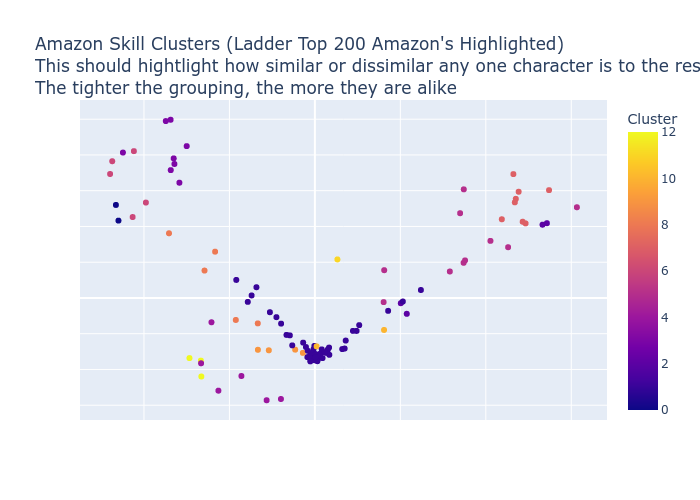 Amazon Skill Clusters (Ladder Top 200 Amazon's Highlighted)
This should hightlight how similar or dissimilar any one character is to the res
The tighter the grouping, the more they are alike
Cluster
12
10
8
6
4
2
0